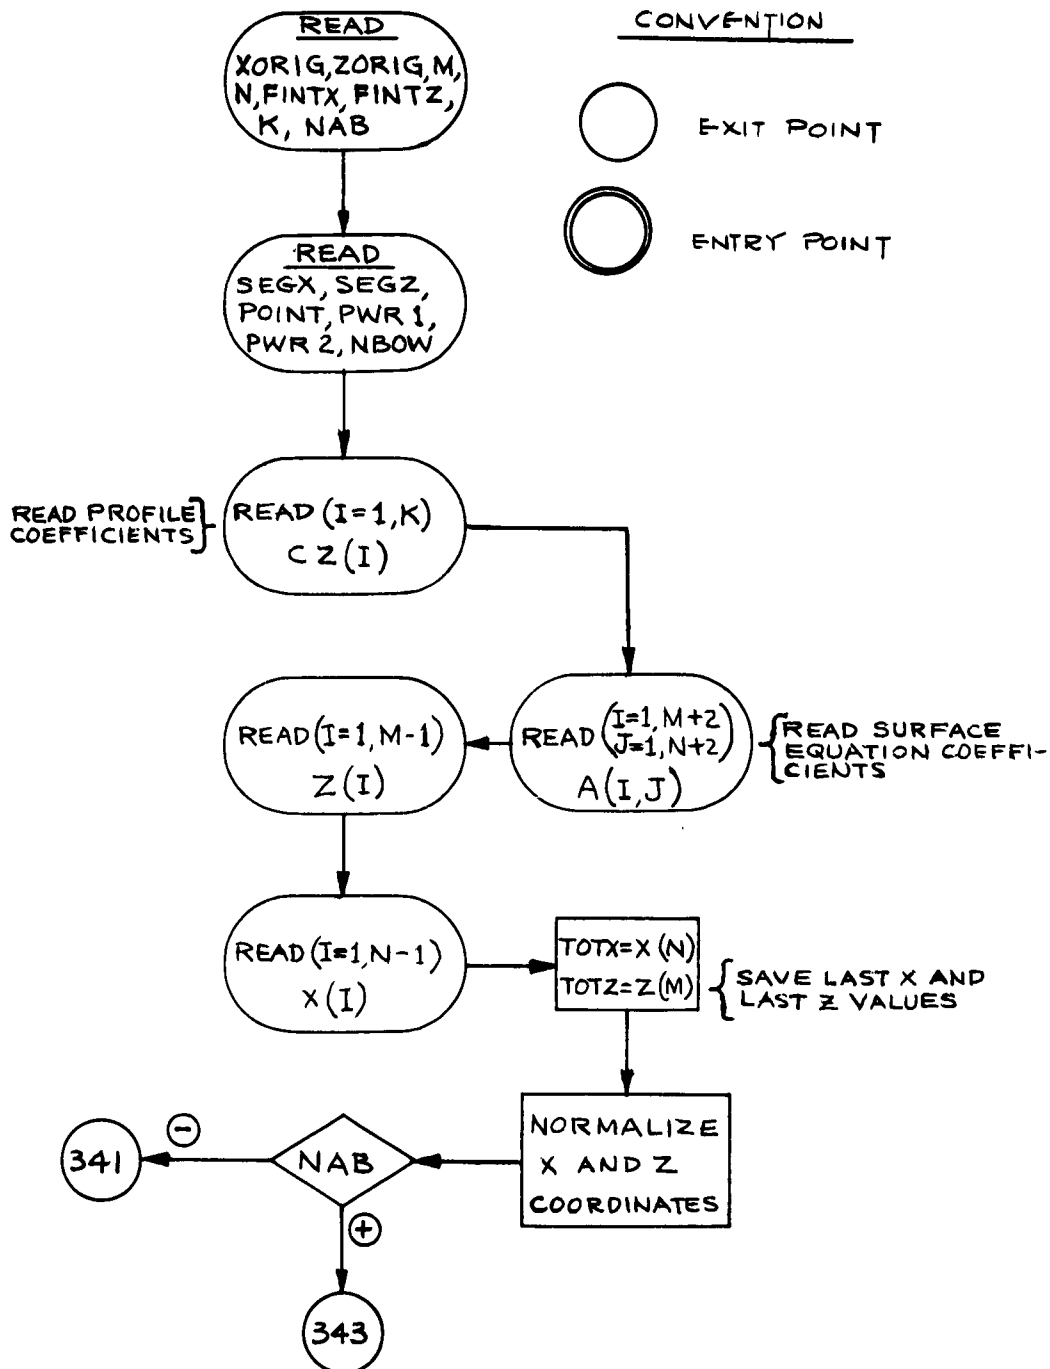 READ
XORIG, ZORIG, M,
N, FINTX, FINTZ,
K, NAB
CONVENTION
EXIT POINT
ENTRY POINT
READ
SEGX, SEGZ,
POINT, PWR 1,
PWR 2, NBOW
READ PROFILE
COEFFICIENTS
READ (I=1,K)
CZ(I)
READ (I=1, M-1)
Z(I)
READ (I=1, M+2
J=1, N+2)
A(I,J)
READ SURFACE
EQUATION COEFFI-
CIENTS
READ (I=1, N-1)
X(I)
TOTX=X(N)
TOTZ=Z(M)
SAVE LAST X AND
LAST Z VALUES
NORMALIZE
X AND Z
COORDINATES
NAB
-
341
+
343